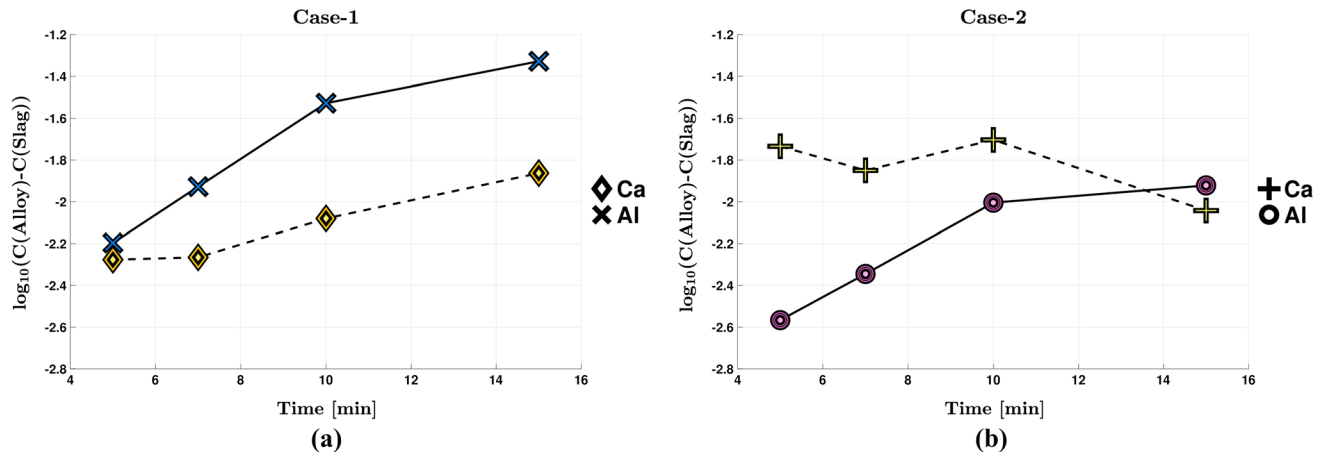 Case-1
-1.2
-1.4
-1.6
-1.8
-2
-2.2
-2.4
-2.6
-2.8
4 6 8 10 12 14 16
log₁₀(C(Alloy)-C(Slag))
Time [min]
Ca
Al
(a)
Case-2
-1.2
-1.4
-1.6
-1.8
-2
-2.2
-2.4
-2.6
-2.8
4 6 8 10 12 14 16
log₁₀(C(Alloy)-C(Slag))
Time [min]
Ca
Al
(b)